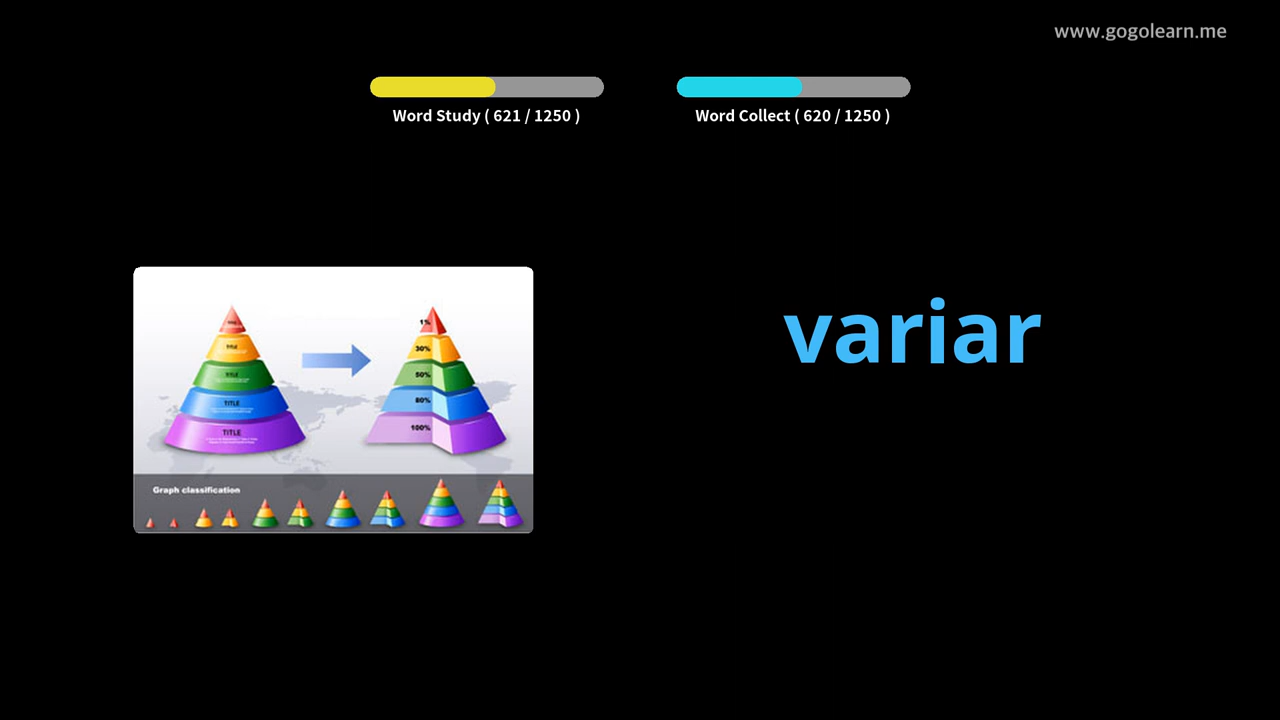 www.gogolearn.me
Word Study ( 621 / 1250 )
Word Collect ( 620 / 1250 )
variar
1%
TITLE
30%
TITLE
50%
TITLE
80%
TITLE
100%
Graph classification